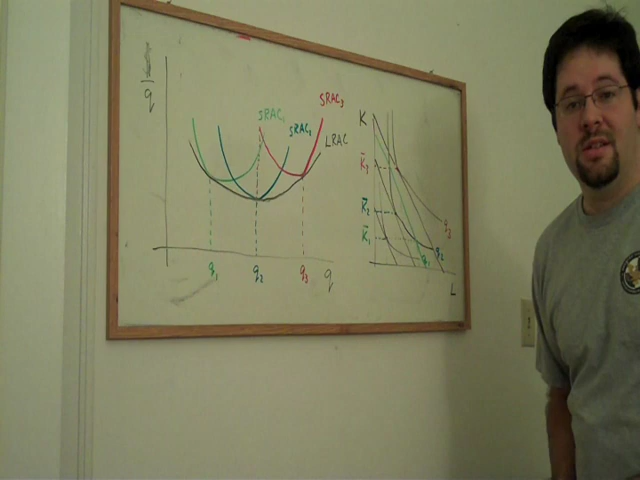 q
SRAC₁
SRAC₂
SRAC₃
LRAC
q₁ q₂ q₃ q
K
K̄₃
K̄₂
K̄₁
q₃
q₂
q₁
L